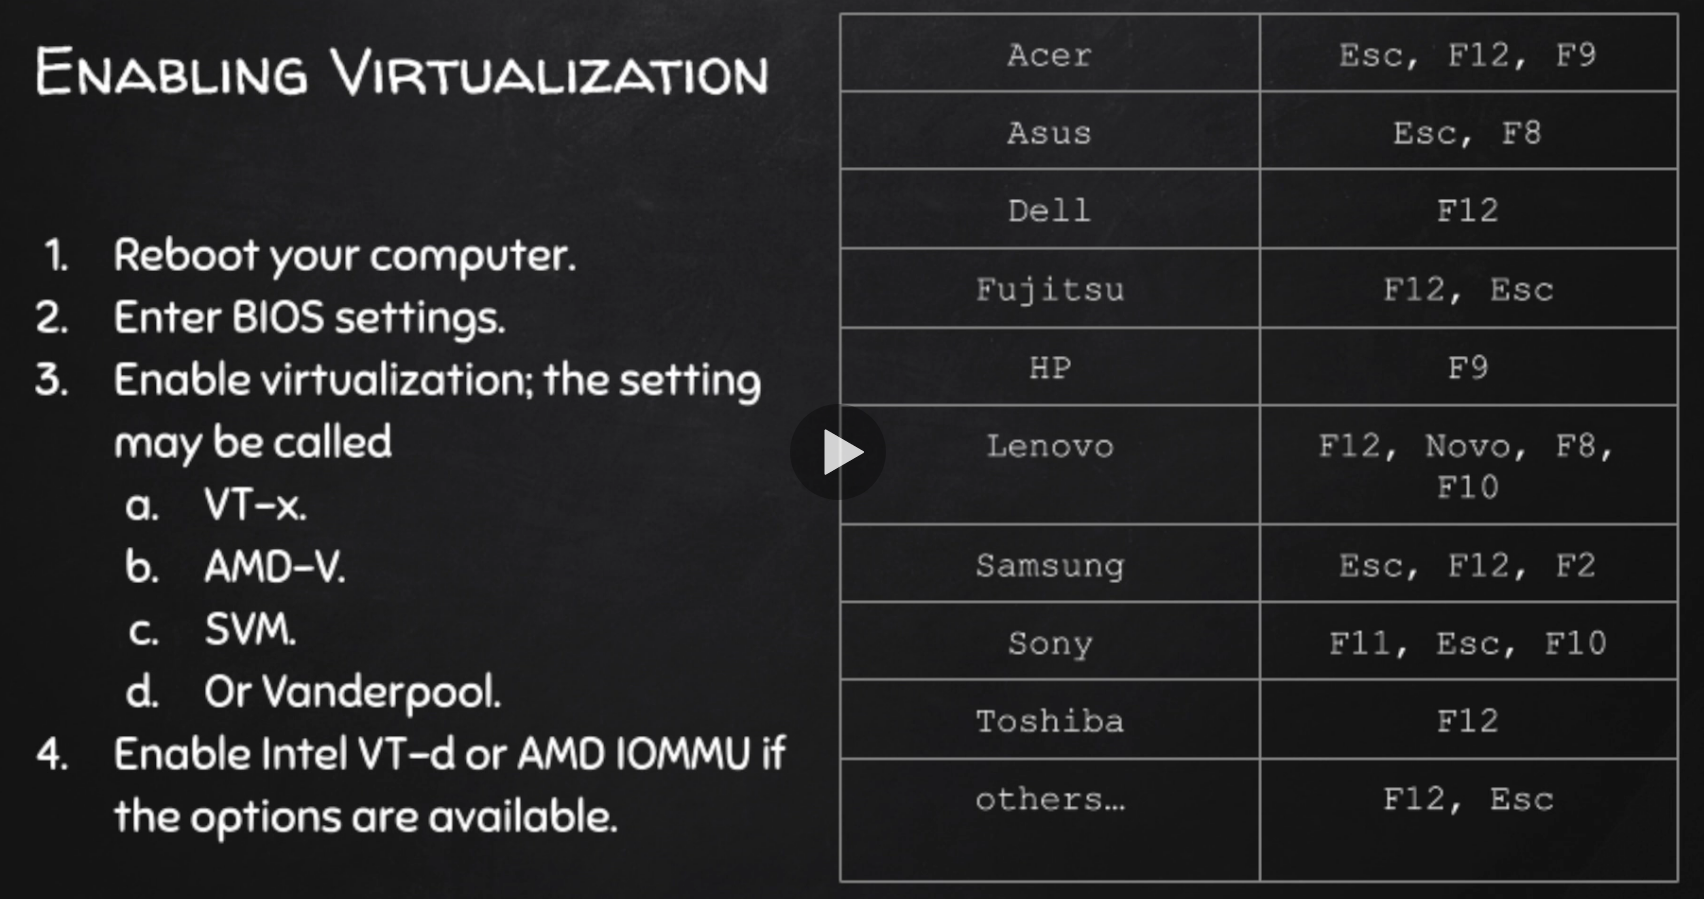 ENABLING VIRTUALIZATION
1. Reboot your computer.
2. Enter BIOS settings.
3. Enable virtualization; the setting
may be called
a. VT-x.
b. AMD-V.
c. SVM.
d. Or Vanderpool.
4. Enable Intel VT-d or AMD IOMMU if
the options are available.
Acer Esc, F12, F9
Asus Esc, F8
Dell F12
Fujitsu F12, Esc
HP F9
Lenovo F12, Novo, F8,
F10
Samsung Esc, F12, F2
Sony F11, Esc, F10
Toshiba F12
others… F12, Esc